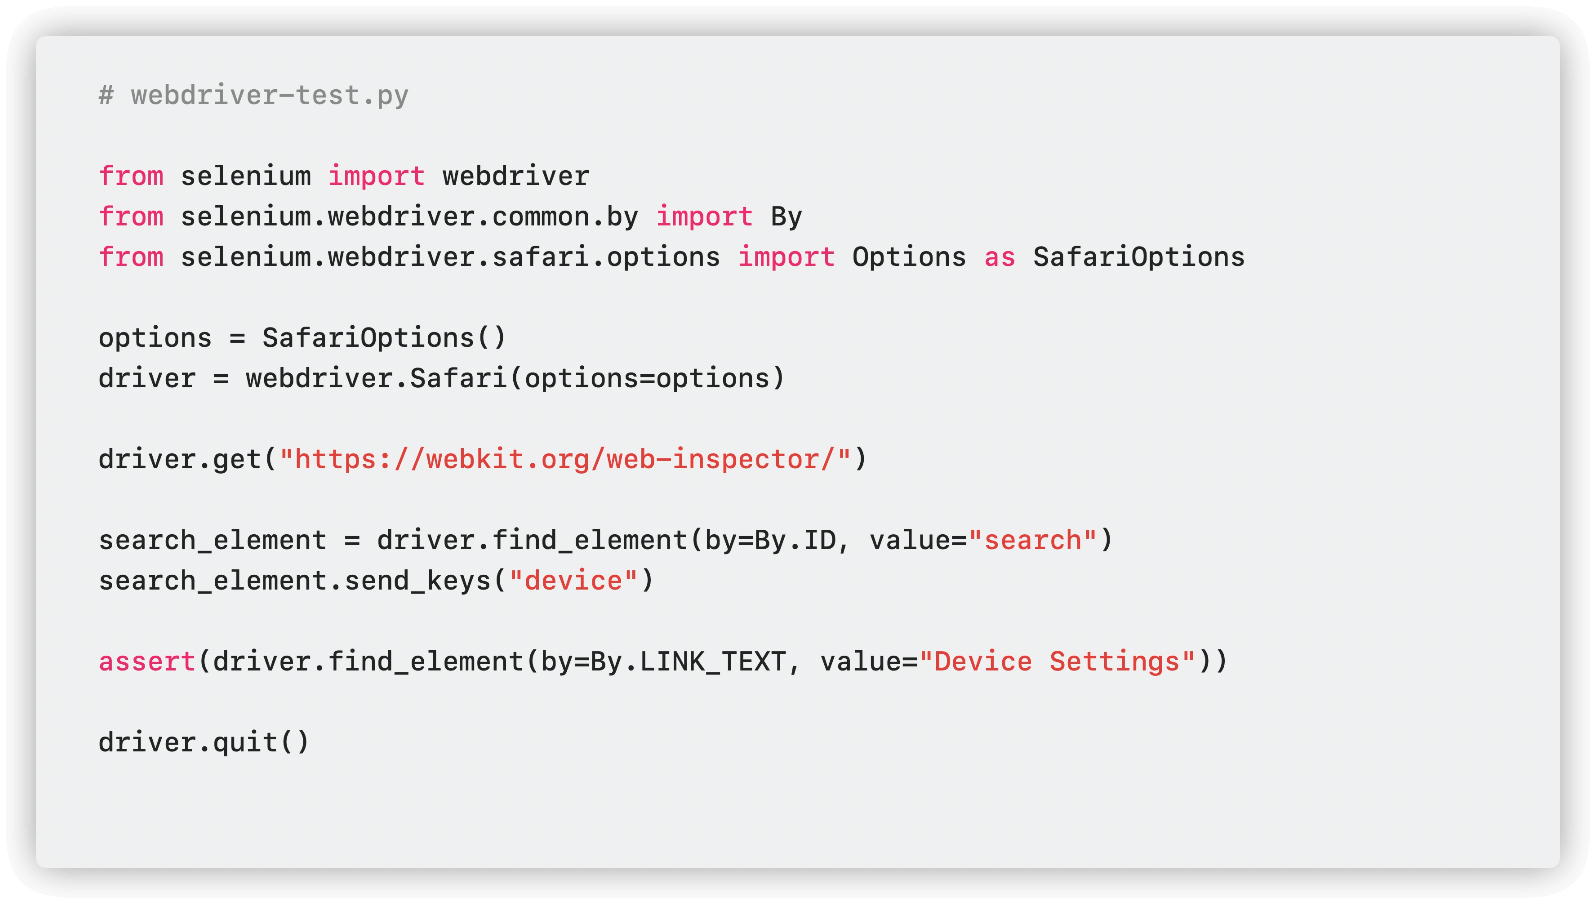 # webdriver-test.py
from selenium import webdriver
from selenium.webdriver.common.by import By
from selenium.webdriver.safari.options import Options as SafariOptions
options = SafariOptions()
driver = webdriver.Safari(options=options)
driver.get("https://webkit.org/web-inspector/")
search_element = driver.find_element(by=By.ID, value="search")
search_element.send_keys("device")
assert(driver.find_element(by=By.LINK_TEXT, value="Device Settings"))
driver.quit()